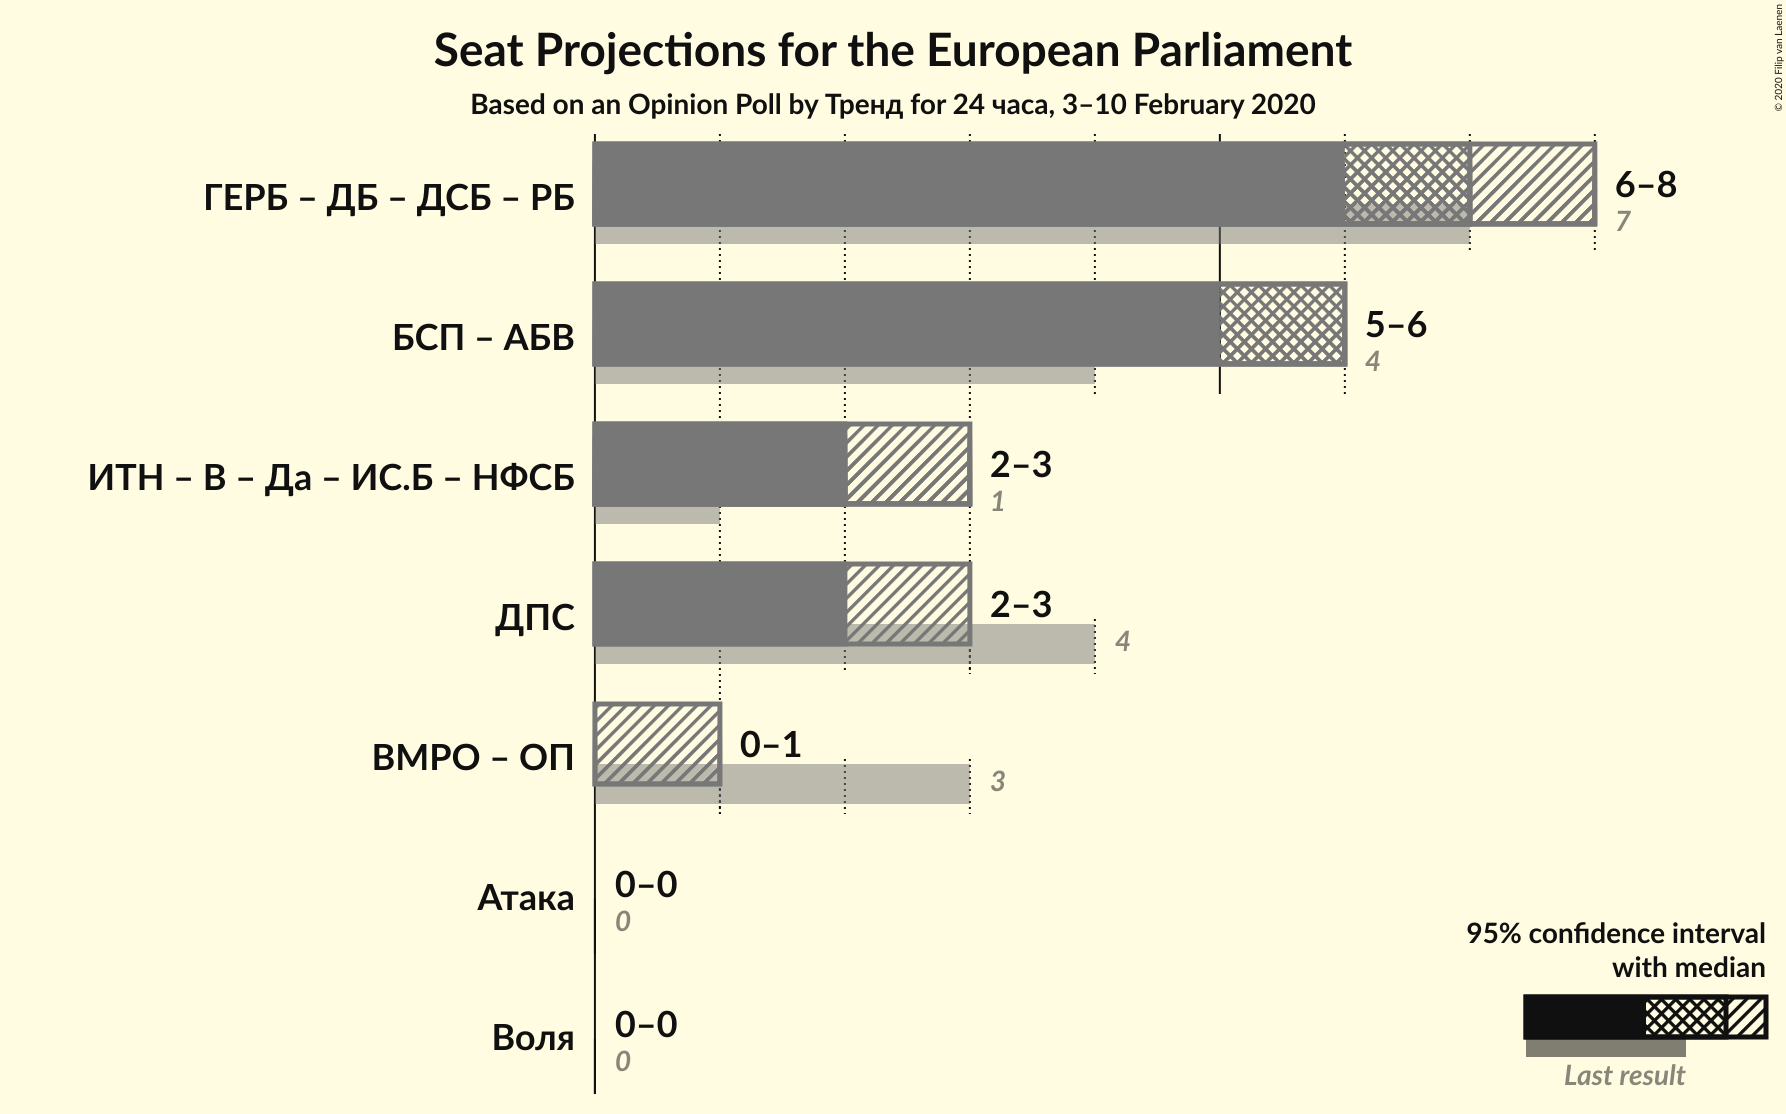 Seat Projections for the European Parliament
Based on an Opinion Poll by Тренд for 24 часа, 3–10 February 2020
© 2020 Filip van Laenen
ГЕРБ – ДБ – ДСБ – РБ
6–8
7
БСП – АБВ
5–6
4
ИТН – В – Да – ИС.Б – НФСБ
2–3
1
ДПС
2–3
4
ВМРО – ОП
0–1
3
Атака
0–0
0
Воля
0–0
0
95% confidence interval
with median
Last result